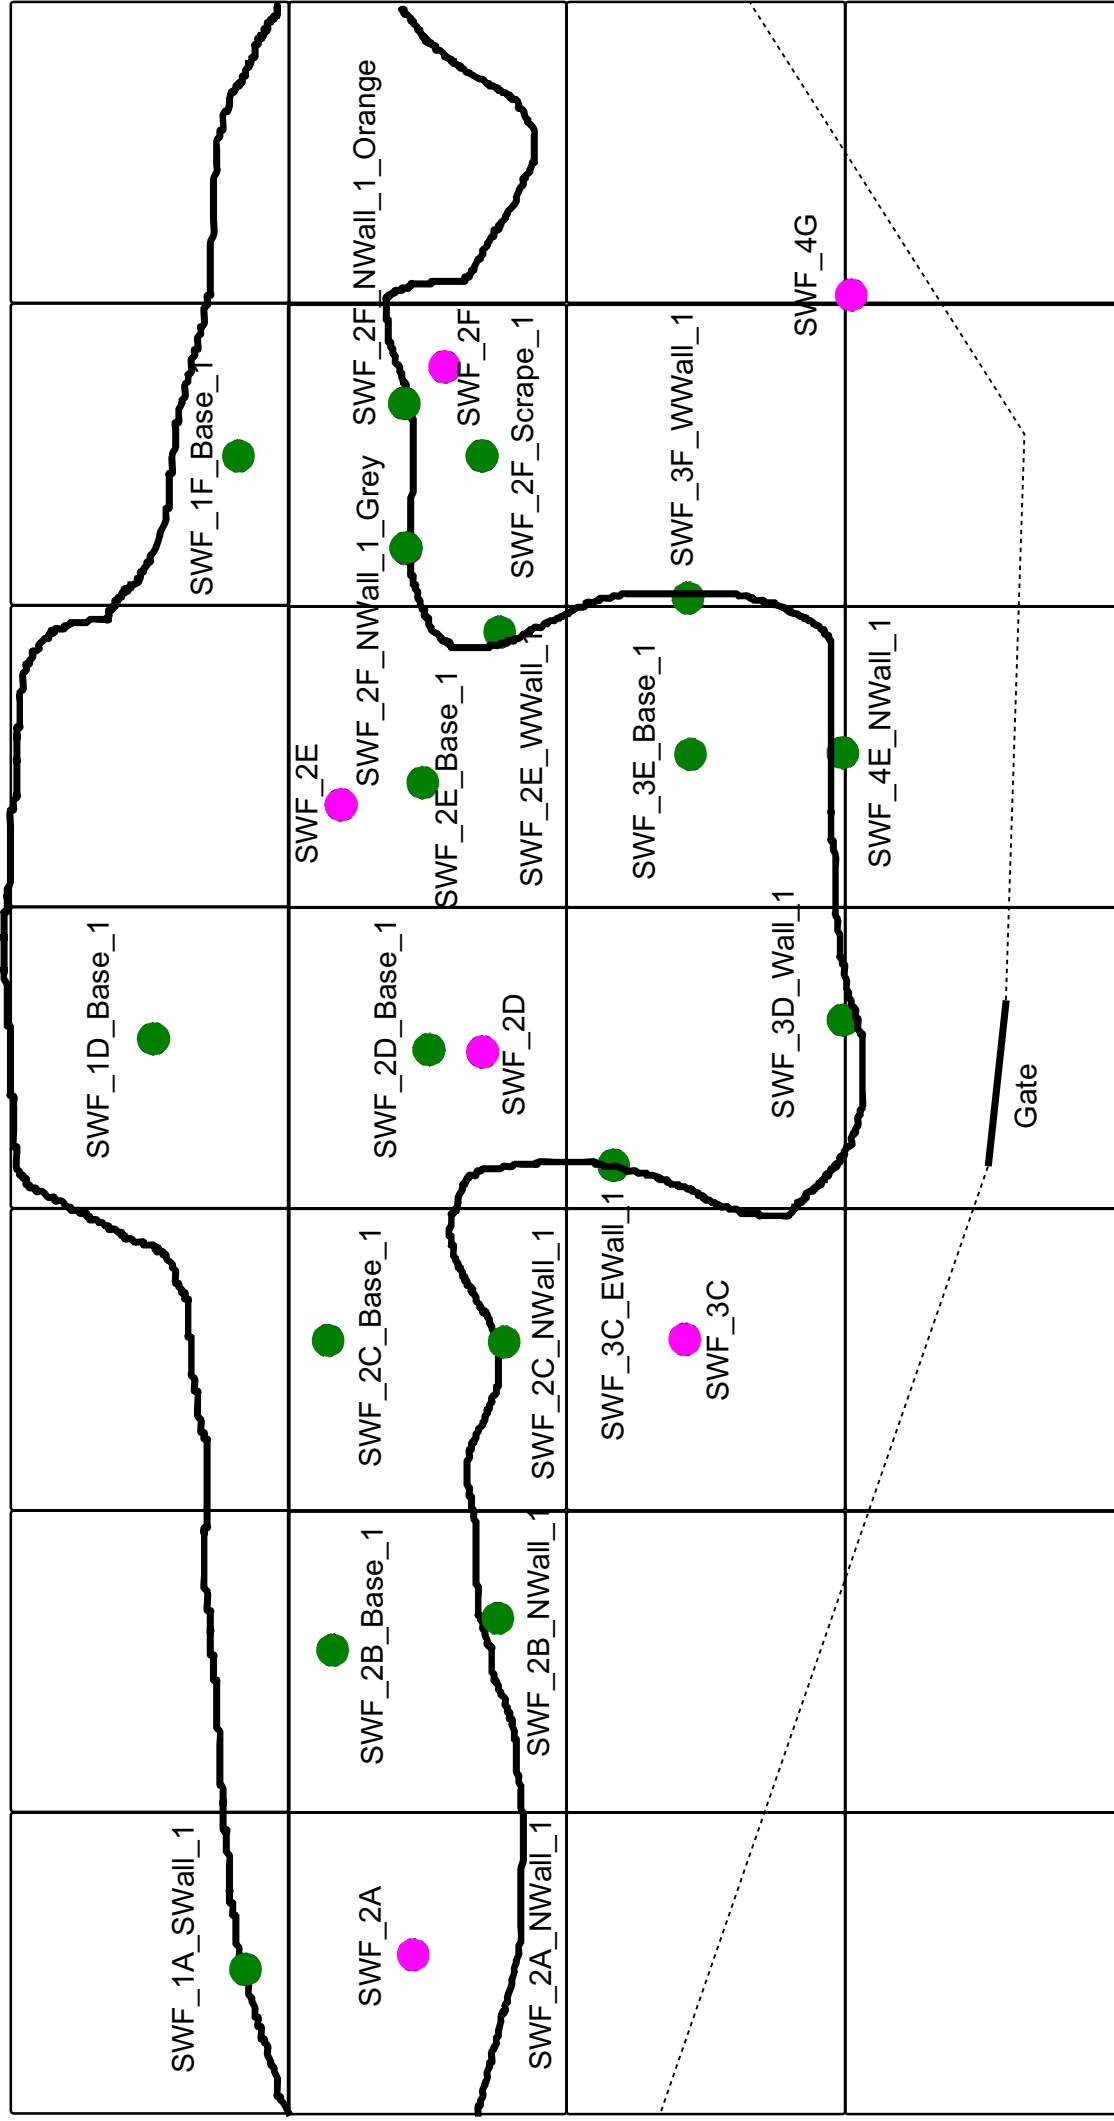 SWF_1A_SWall_1
SWF_1D_Base_1
SWF_1F_Base_1
SWF_2E
SWF_2A
SWF_2B_Base_1
SWF_2C_Base_1
SWF_2D_Base_1
SWF_2F_NWall_1_Grey
SWF_2F_NWall_1_Orange
SWF_2E_Base_1
SWF_2F
SWF_2D
SWF_2A_NWall_1
SWF_2B_NWall_1
SWF_2C_NWall_1
SWF_2E_WWall_1
SWF_2F_Scrape_1
SWF_3C_EWall_1
SWF_3E_Base_1
SWF_3F_WWall_1
SWF_3C
SWF_3D_Wall_1
SWF_4G
SWF_4E_NWall_1
Gate